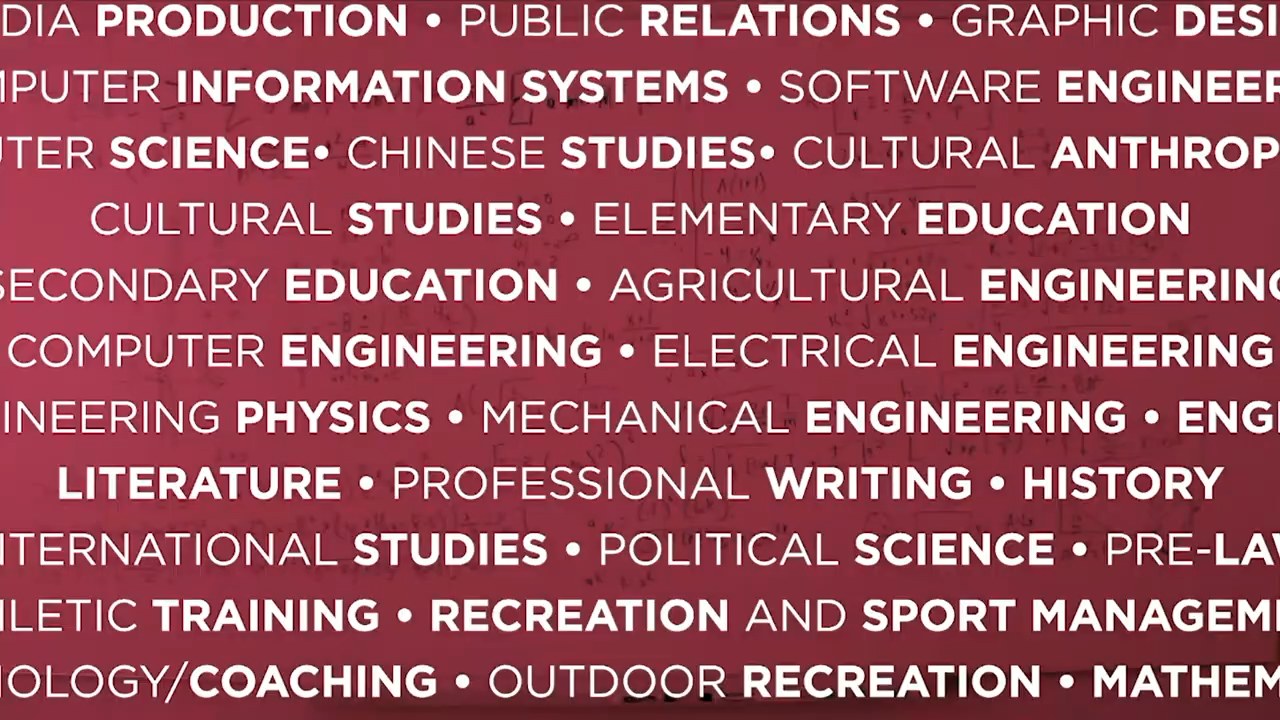 DIA PRODUCTION • PUBLIC RELATIONS • GRAPHIC DESI
MPUTER INFORMATION SYSTEMS • SOFTWARE ENGINEER
UTER SCIENCE• CHINESE STUDIES• CULTURAL ANTHROP
CULTURAL STUDIES • ELEMENTARY EDUCATION
SECONDARY EDUCATION • AGRICULTURAL ENGINEERING
COMPUTER ENGINEERING • ELECTRICAL ENGINEERING
INEERING PHYSICS • MECHANICAL ENGINEERING • ENG
LITERATURE • PROFESSIONAL WRITING • HISTORY
NTERNATIONAL STUDIES • POLITICAL SCIENCE • PRE-LAW
HLETIC TRAINING • RECREATION AND SPORT MANAGEM
IOLOGY/COACHING • OUTDOOR RECREATION • MATHEM